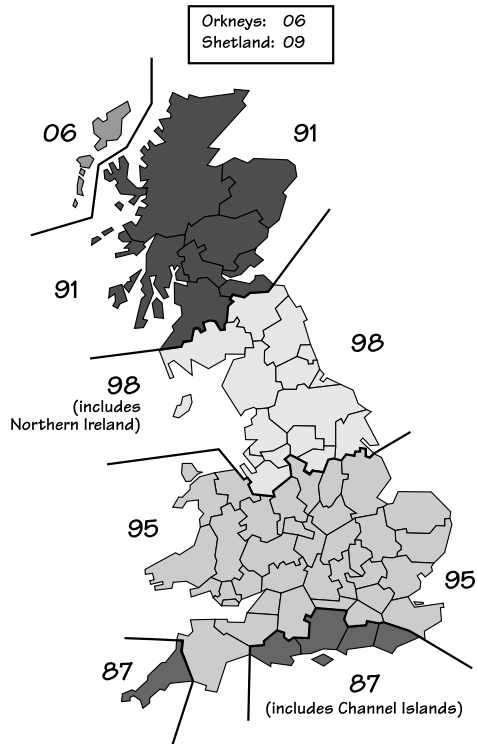 Orkneys: 06
Shetland: 09
06
91
91
98
98
(includes
Northern Ireland)
95
95
87
87
(includes Channel Islands)